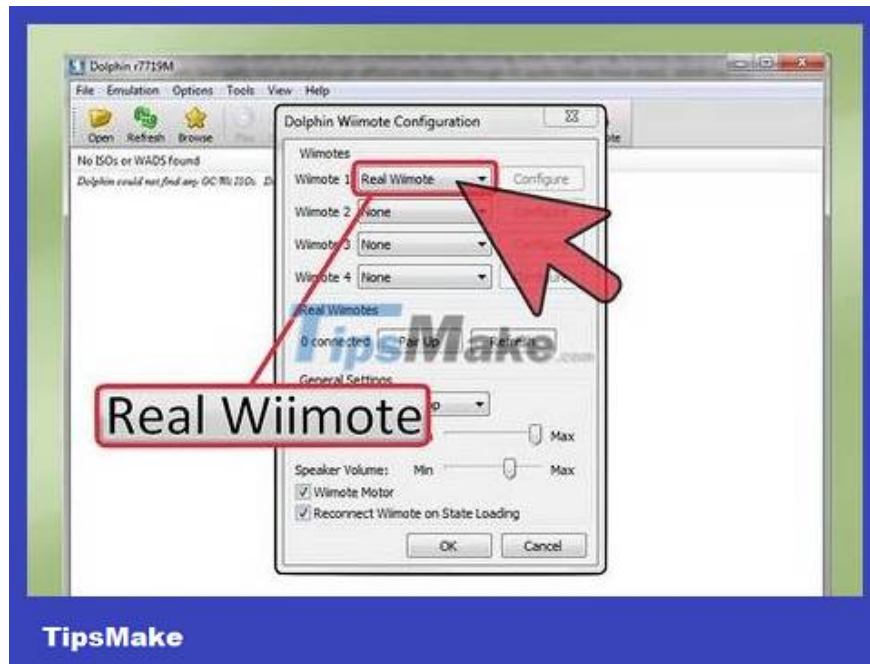 Dolphin r7719M
File Emulation Options Tools View Help
Open Refresh Browse
No ISOs or WADS found
Dolphin could not find any GC/Wii ISOs.
Dolphin Wiimote Configuration
Wiimotes
Wiimote 1 Real Wiimote Configure
Wiimote 2 None
Wiimote 3 None
Wiimote 4 None
Real Wiimotes
0 connected Pair Up Refresh
TipsMake.com
General Settings
Real Wiimote
Max
Speaker Volume: Min Max
Wiimote Motor
Reconnect Wiimote on State Loading
OK Cancel
TipsMake